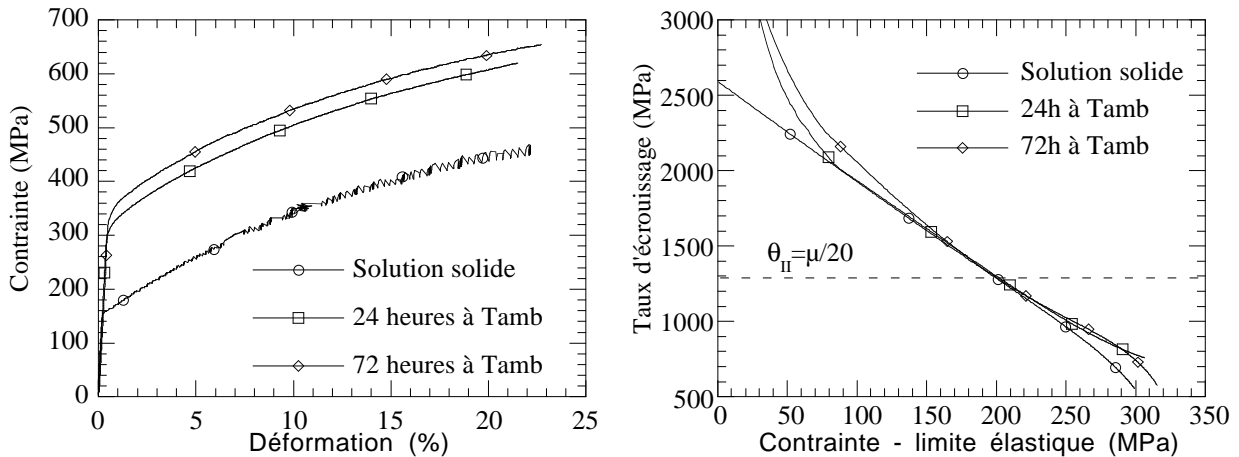 700
600
500
400
300
200
100
0
Contrainte (MPa)
0
5
10
15
20
25
Déformation (%)
Solution solide
24 heures à Tamb
72 heures à Tamb
3000
2500
2000
1500
1000
500
Taux d'écrouissage (MPa)
0
50
100
150
200
250
300
350
Contrainte - limite élastique (MPa)
Solution solide
24h à Tamb
72h à Tamb
θII=μ/20